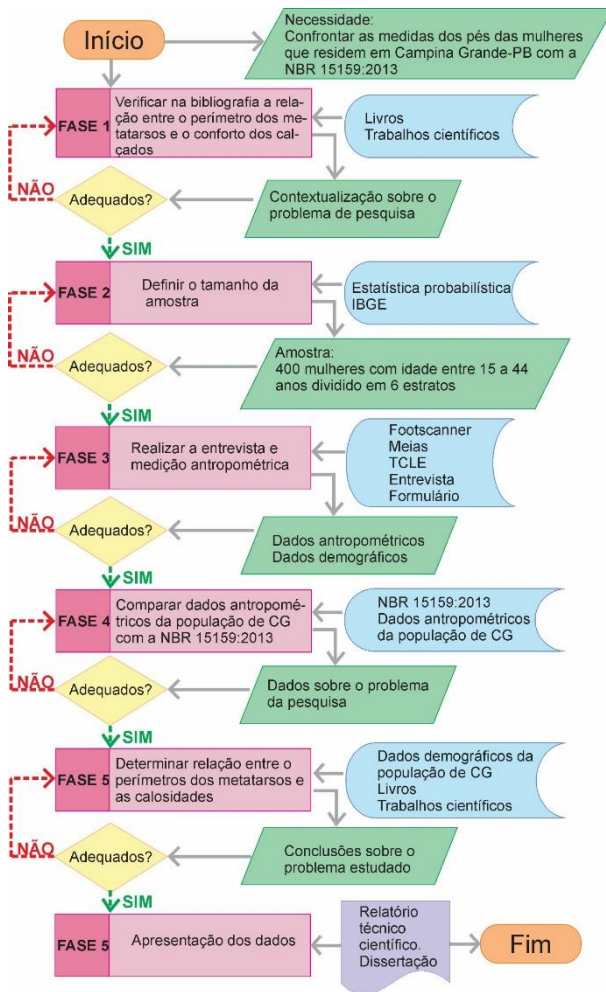 Início
Necessidade:
Confrontar as medidas dos pés das mulheres
que residem em Campina Grande-PB com a
NBR 15159:2013
FASE 1
Verificar na bibliografia a relação
entre o perímetro dos me-
tatarsos e o conforto dos cal-
çados
Livros
Trabalhos científicos
NÃO
Adequados?
Contextualização sobre o
problema de pesquisa
SIM
FASE 2
Definir o tamanho da
amostra
Estatística probabilística
IBGE
NÃO
Adequados?
Amostra:
400 mulheres com idade entre 15 a 44
anos dividido em 6 estratos
SIM
FASE 3
Realizar a entrevista e
medição antropométrica
Footscanner
Meias
TCLE
Entrevista
Formulário
NÃO
Adequados?
Dados antropométricos
Dados demográficos
SIM
FASE 4
Comparar dados antropomé-
tricos da população de CG
com a NBR 15159:2013
NBR 15159:2013
Dados antropométricos
da população de CG
NÃO
Adequados?
Dados sobre o problema
da pesquisa
SIM
FASE 5
Determinar relação entre o
perímetros dos metatarsos e
as calosidades
Dados demográficos da
população de CG
Livros
Trabalhos científicos
NÃO
Adequados?
Conclusões sobre o
problema estudado
SIM
FASE 5
Apresentação dos dados
Relatório
técnico
científico.
Dissertação
Fim